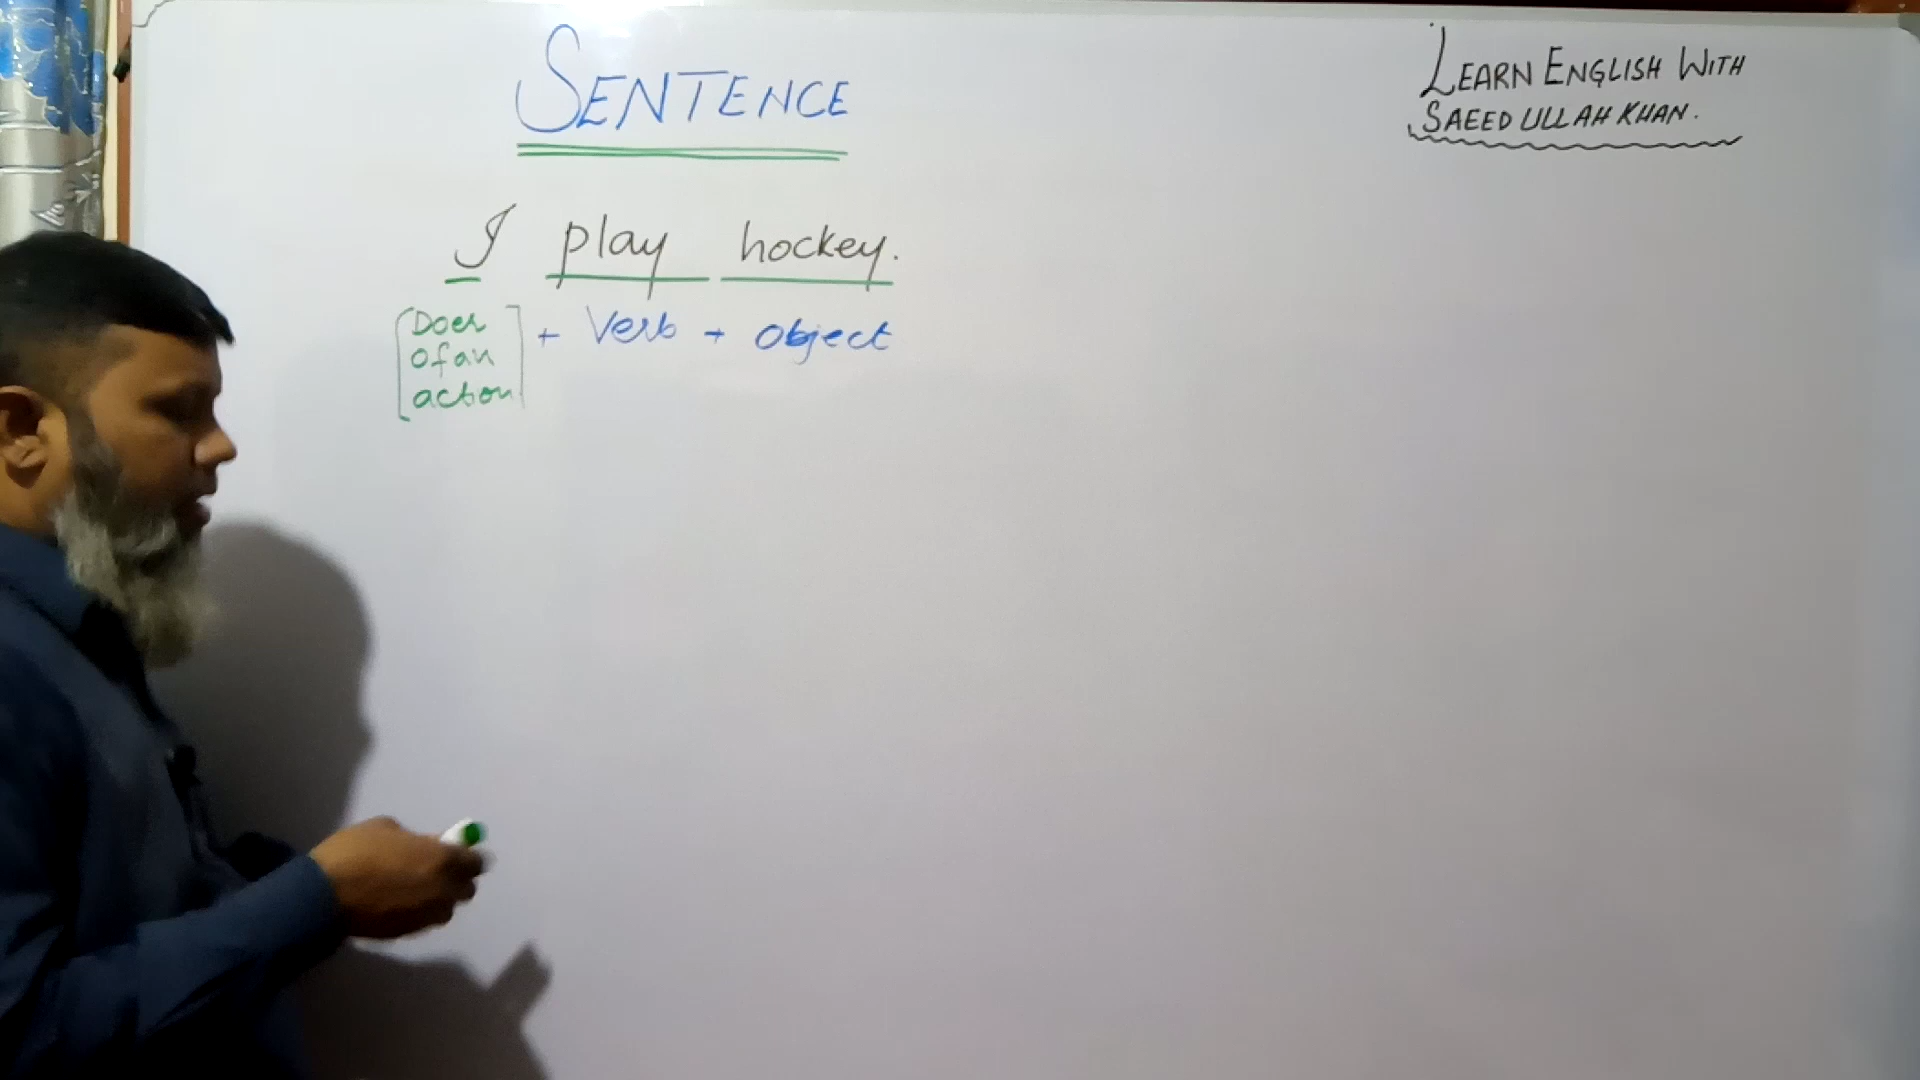 SENTENCE
LEARN ENGLISH WITH
SAEED ULLAH KHAN.
I play hockey.
[Doer of an action] + Verb + object